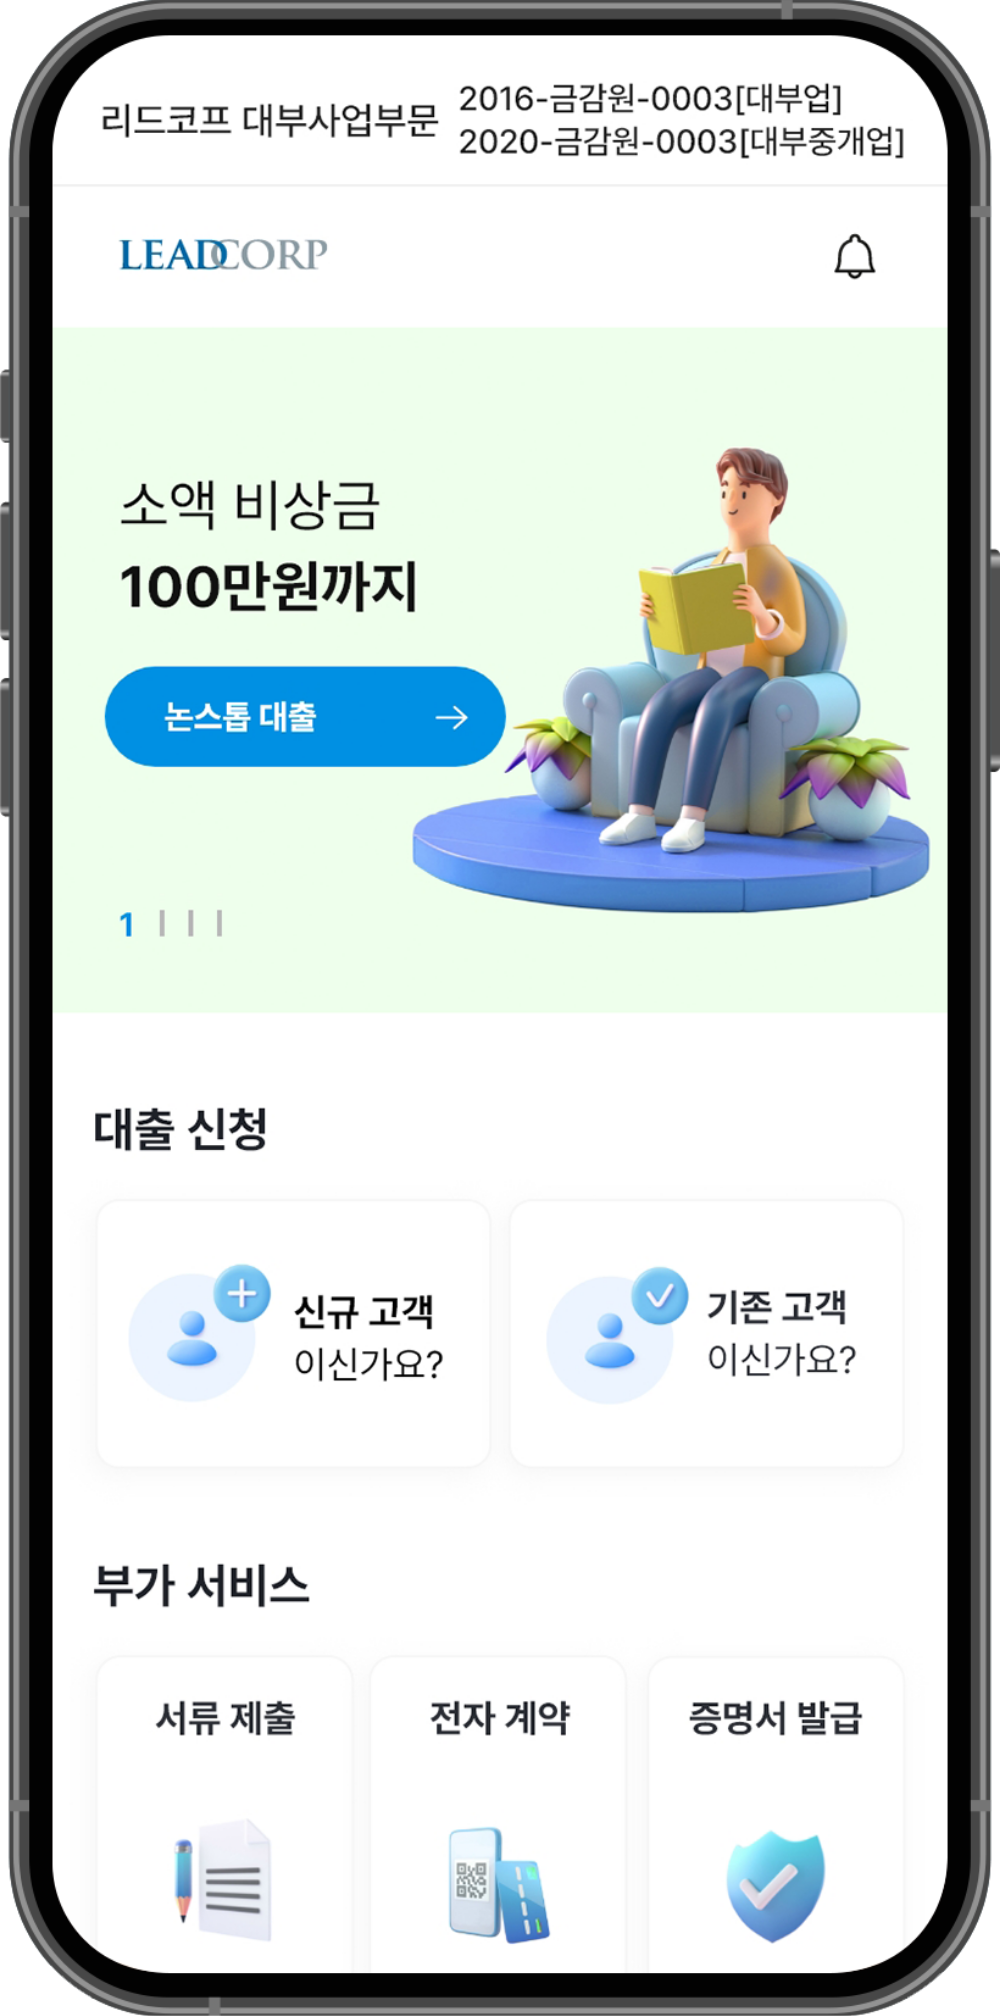 리드코프 대부사업부문
2016-금감원-0003[대부업]
2020-금감원-0003[대부중개업]
LEADCORP
소액 비상금
100만원까지
논스톱 대출
1
대출 신청
신규 고객
이신가요?
기존 고객
이신가요?
부가 서비스
서류 제출
전자 계약
증명서 발급